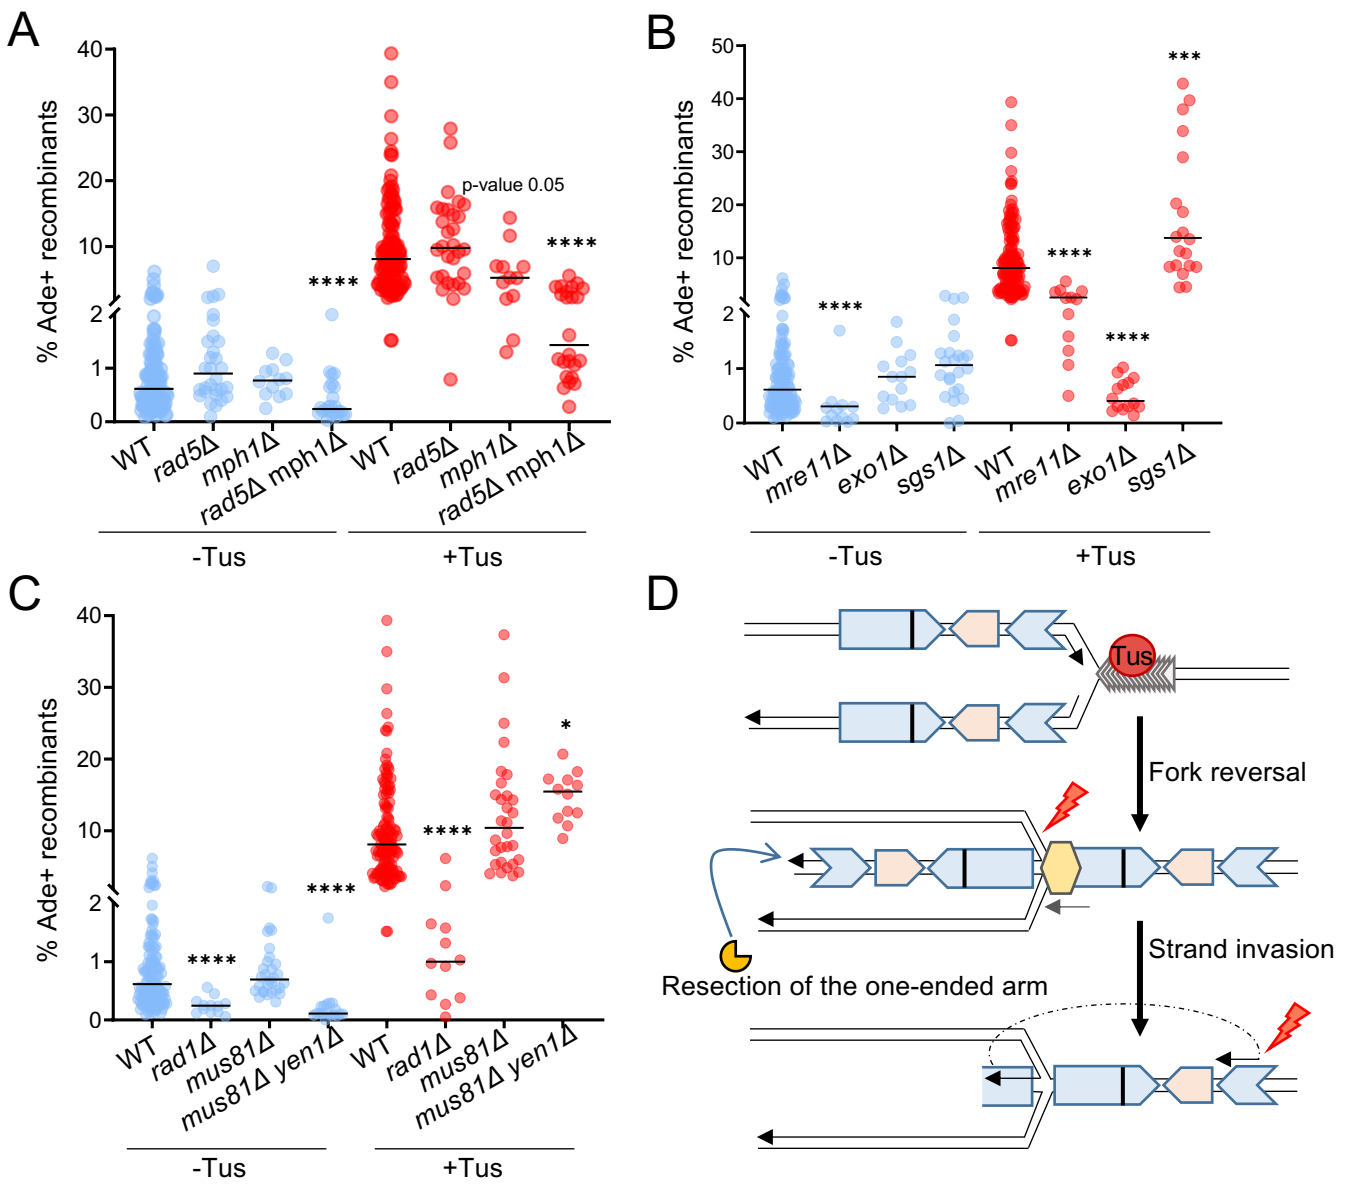 A
% Ade+ recombinants
40
30
20
10
2
1
0
p-value 0.05
****
****
WT
rad5Δ
mph1Δ
rad5Δ mph1Δ
WT
rad5Δ
mph1Δ
rad5Δ mph1Δ
-Tus
+Tus
B
% Ade+ recombinants
50
40
30
20
10
2
1
0
****
****
****
***
WT
mre11Δ
exo1Δ
sgs1Δ
WT
mre11Δ
exo1Δ
sgs1Δ
-Tus
+Tus
C
% Ade+ recombinants
40
30
20
10
2
1
0
****
****
****
*
WT
rad1Δ
mus81Δ
mus81Δ yen1Δ
WT
rad1Δ
mus81Δ
mus81Δ yen1Δ
-Tus
+Tus
D
Tus
Fork reversal
Resection of the one-ended arm
Strand invasion